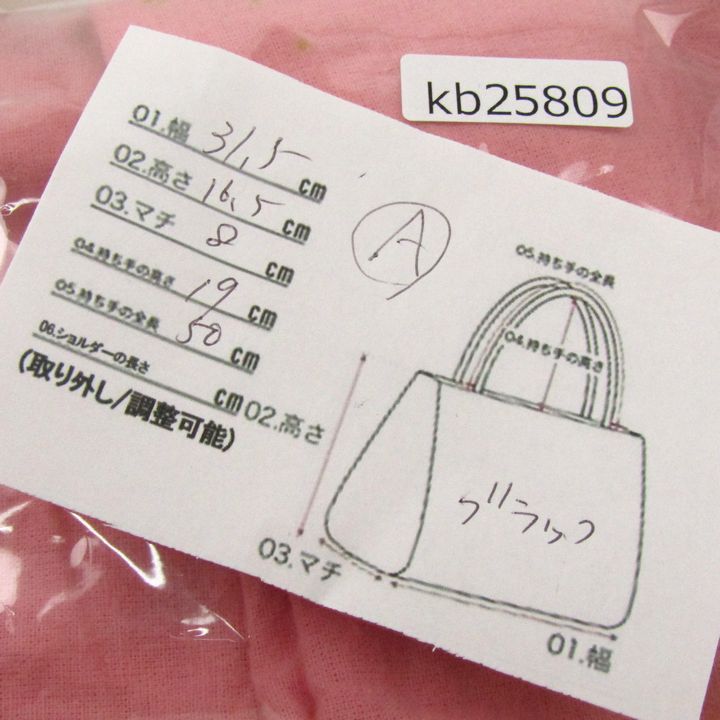 kb25809
01.幅 31,5 cm
02.高さ 16,5 cm
03.マチ 8 cm
04.持ち手の高さ 19 cm
05.持ち手の全長 50 cm
06.ショルダーの長さ cm
(取り外し/調整可能)
A
05.持ち手の全長
04.持ち手の高さ
02.高さ
ブラック
03.マチ
01.幅